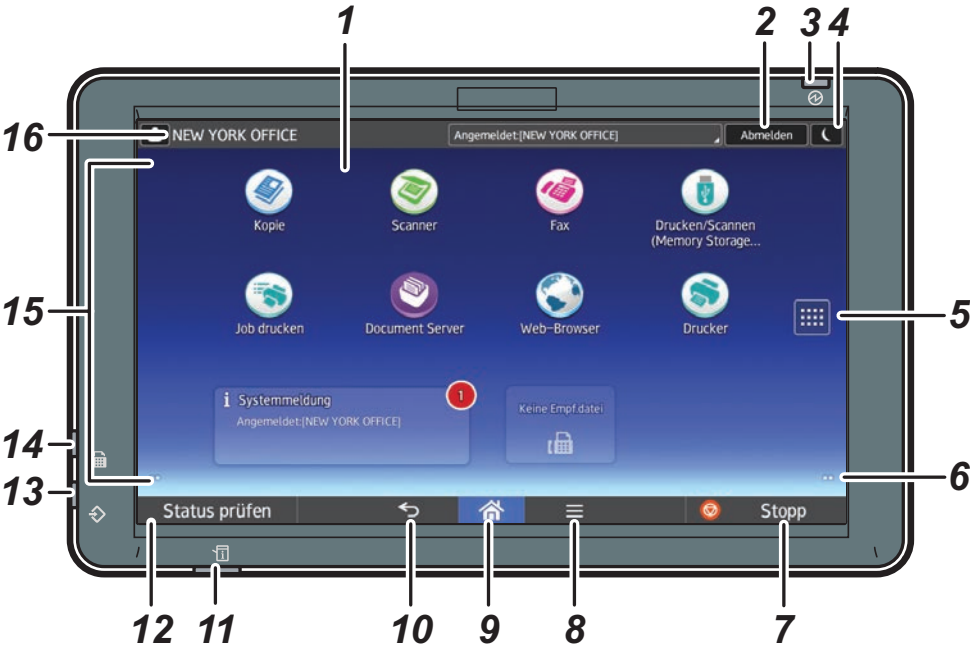 1
2
3
4
16
NEW YORK OFFICE
Angemeldet:[NEW YORK OFFICE]
Abmelden
Kopie
Scanner
Fax
Drucken/Scannen
(Memory Storage...
15
5
Job drucken
Document Server
Web-Browser
Drucker
i Systemmeldung
1
Angemeldet:[NEW YORK OFFICE]
Keine Empf.datei
14
6
13
Status prüfen
Stopp
12
11
10
9
8
7